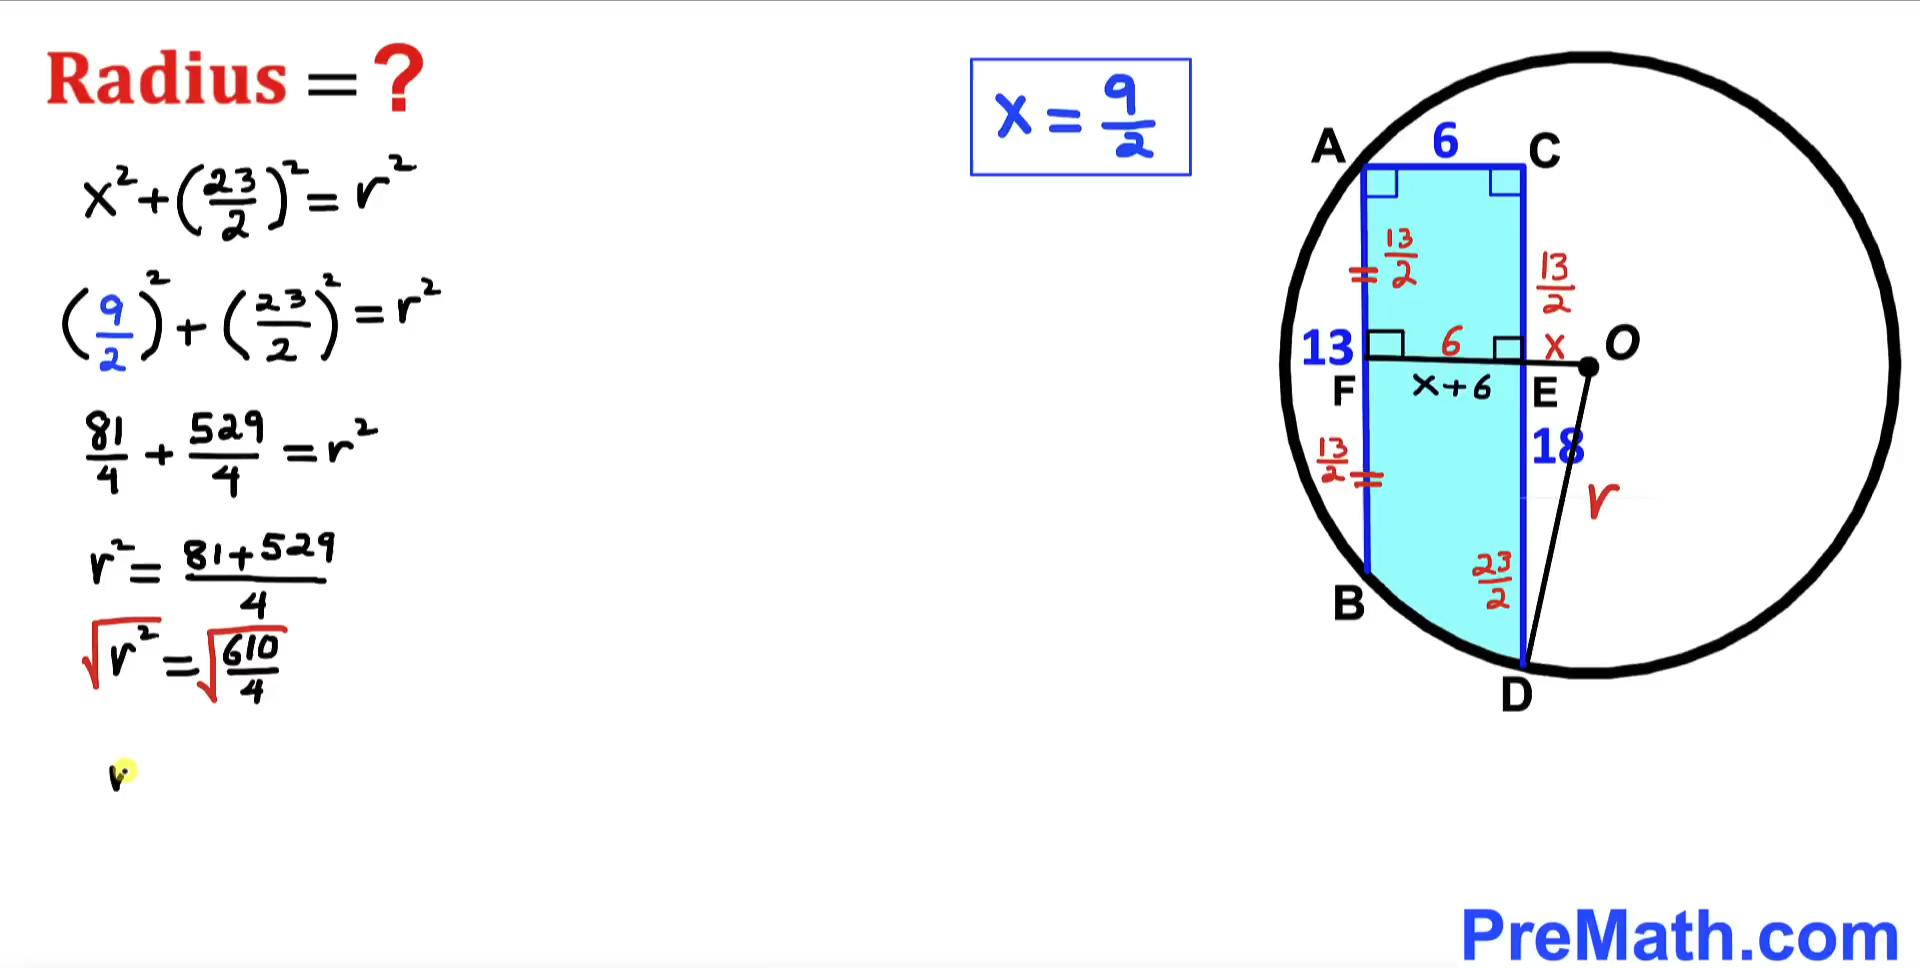 Radius = ?
x² + (23/2)² = r²
(9/2)² + (23/2)² = r²
81/4 + 529/4 = r²
r² = 81+529/4
√r² = √610/4
r
x = 9/2
A 6 C
= 13/2
13/2
13 6 x O
F x+6 E
13/2 =
18
r
23/2
B
D
PreMath.com